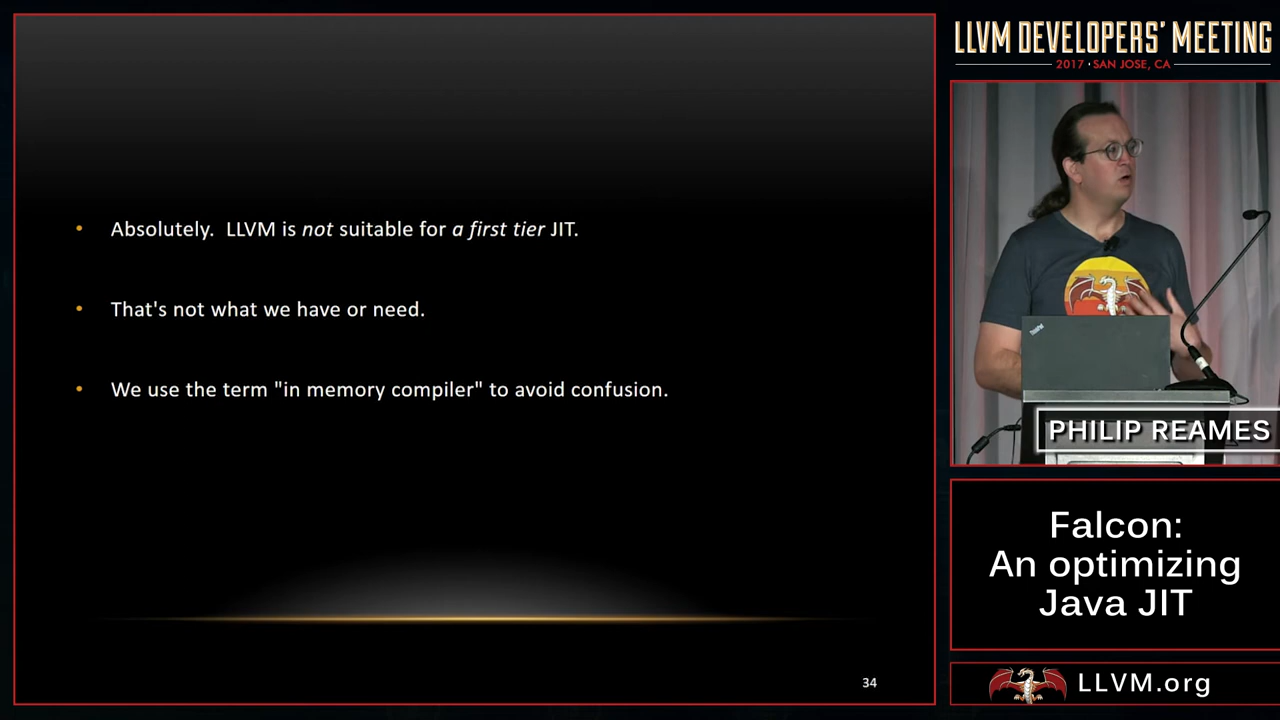 Absolutely. LLVM is not suitable for a first tier JIT.
That's not what we have or need.
We use the term "in memory compiler" to avoid confusion.
34
LLVM DEVELOPERS' MEETING
2017 · SAN JOSE, CA
ThinkPad
PHILIP REAMES
Falcon:
An optimizing
Java JIT
LLVM.org